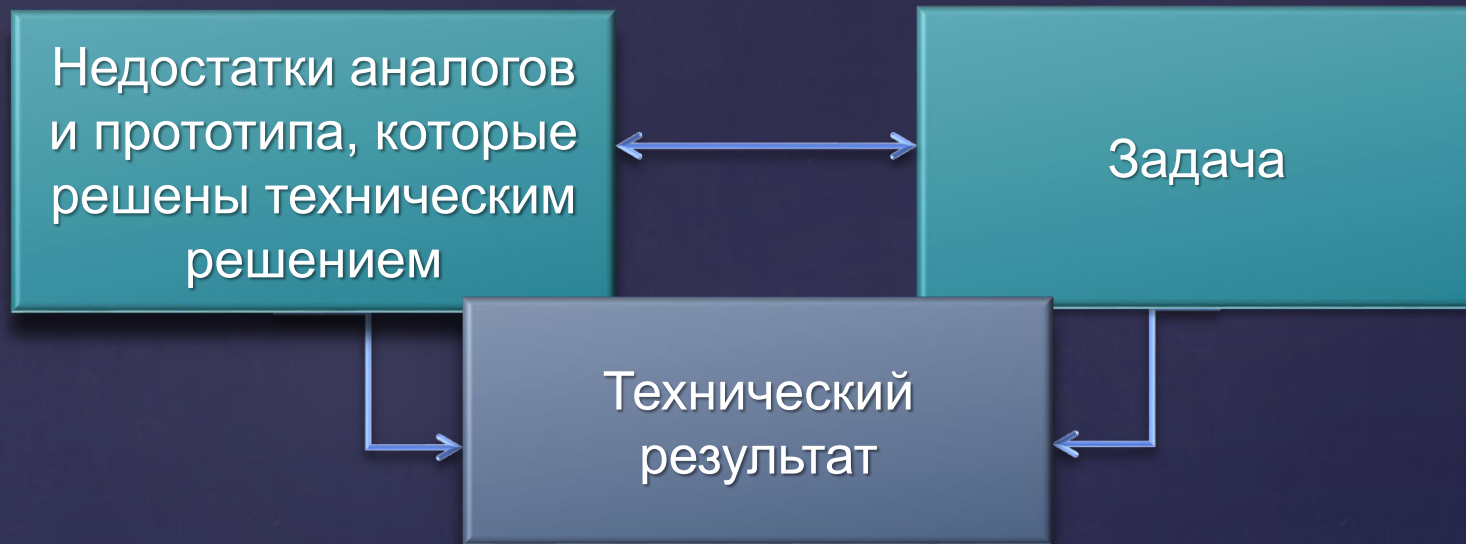 Недостатки аналогов
и прототипа, которые
решены техническим
решением
Задача
Технический
результат